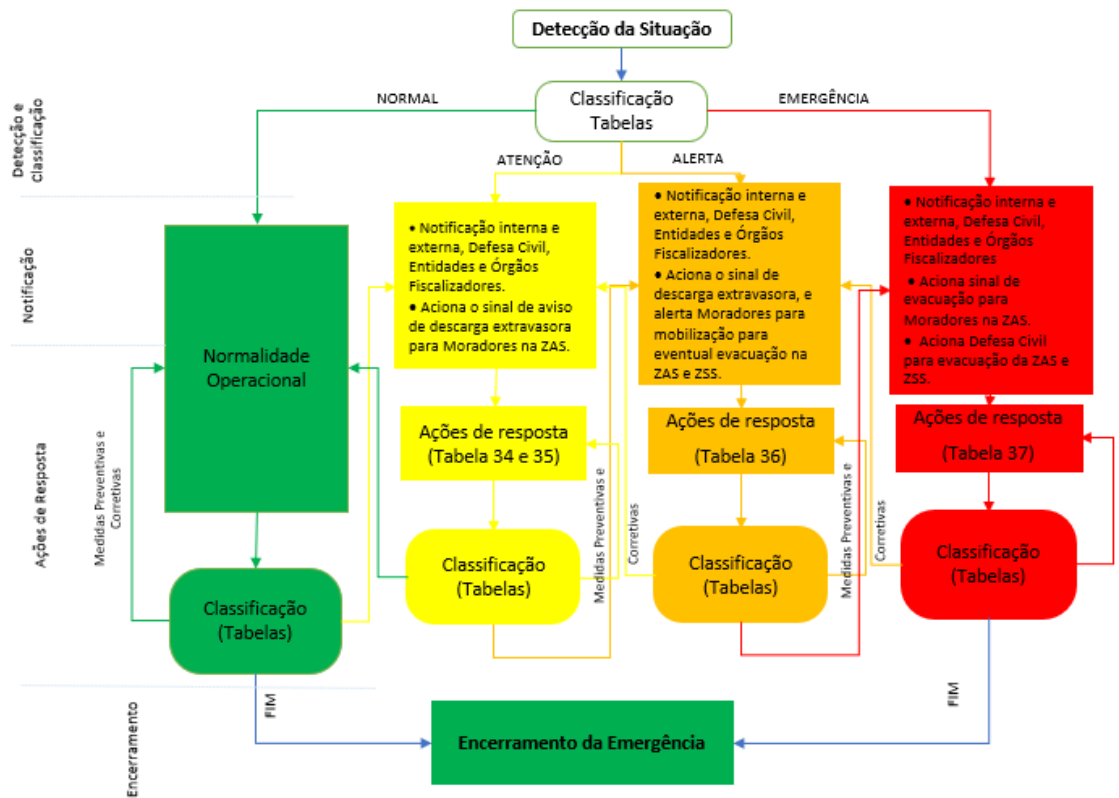 Detecção da Situação
Classificação
Tabelas
NORMAL
EMERGÊNCIA
ATENÇÃO
ALERTA
Detecção e
Classificação
Notificação
Ações de Resposta
Encerramento
Normalidade
Operacional
Medidas Preventivas e
Corretivas
Classificação
(Tabelas)
• Notificação interna e
externa, Defesa Civil,
Entidades e Órgãos
Fiscalizadores.
• Aciona o sinal de aviso
de descarga extravasora
para Moradores na ZAS.
Ações de resposta
(Tabela 34 e 35)
Classificação
(Tabelas)
Medidas Preventivas e
Corretivas
• Notificação interna e
externa, Defesa Civil,
Entidades e Órgãos
Fiscalizadores.
• Aciona o sinal de
descarga extravasora, e
alerta Moradores para
mobilização para
eventual evacuação na
ZAS e ZSS.
Ações de resposta
(Tabela 36)
Classificação
(Tabelas)
Medidas Preventivas e
Corretivas
• Notificação interna e
externa, Defesa Civil,
Entidades e Órgãos
Fiscalizadores
• Aciona sinal de
evacuação para
Moradores na ZAS.
• Aciona Defesa Civil
para evacuação da ZAS e
ZSS.
Ações de resposta
(Tabela 37)
Classificação
(Tabelas)
FIM
FIM
Encerramento da Emergência